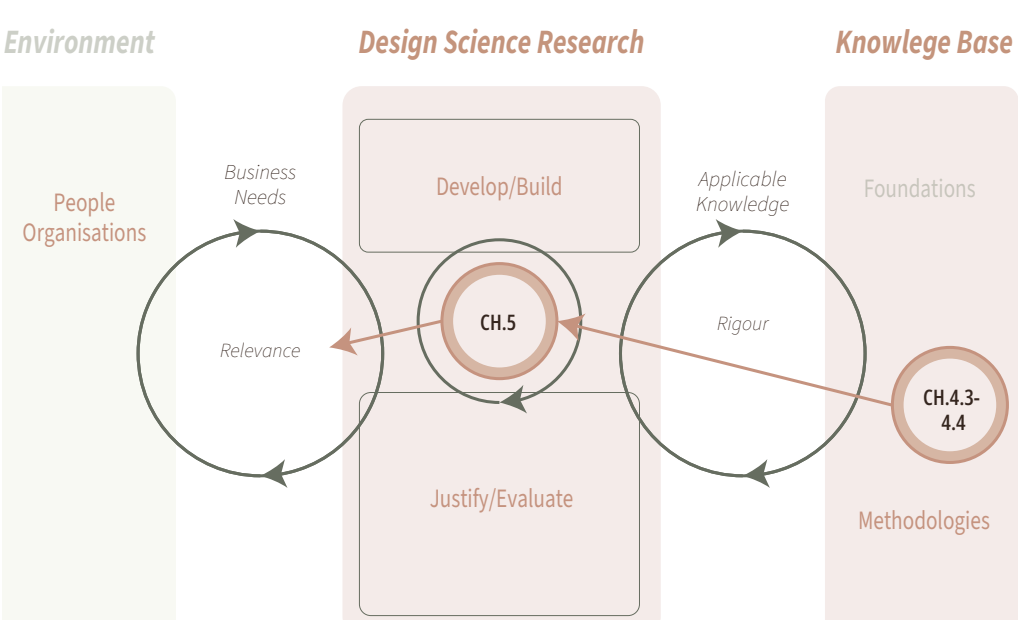 Environment
Design Science Research
Knowlege Base
Business
Needs
Develop/Build
Applicable
Knowledge
Foundations
People
Organisations
CH.5
Rigour
Relevance
CH.4.3-
4.4
Justify/Evaluate
Methodologies